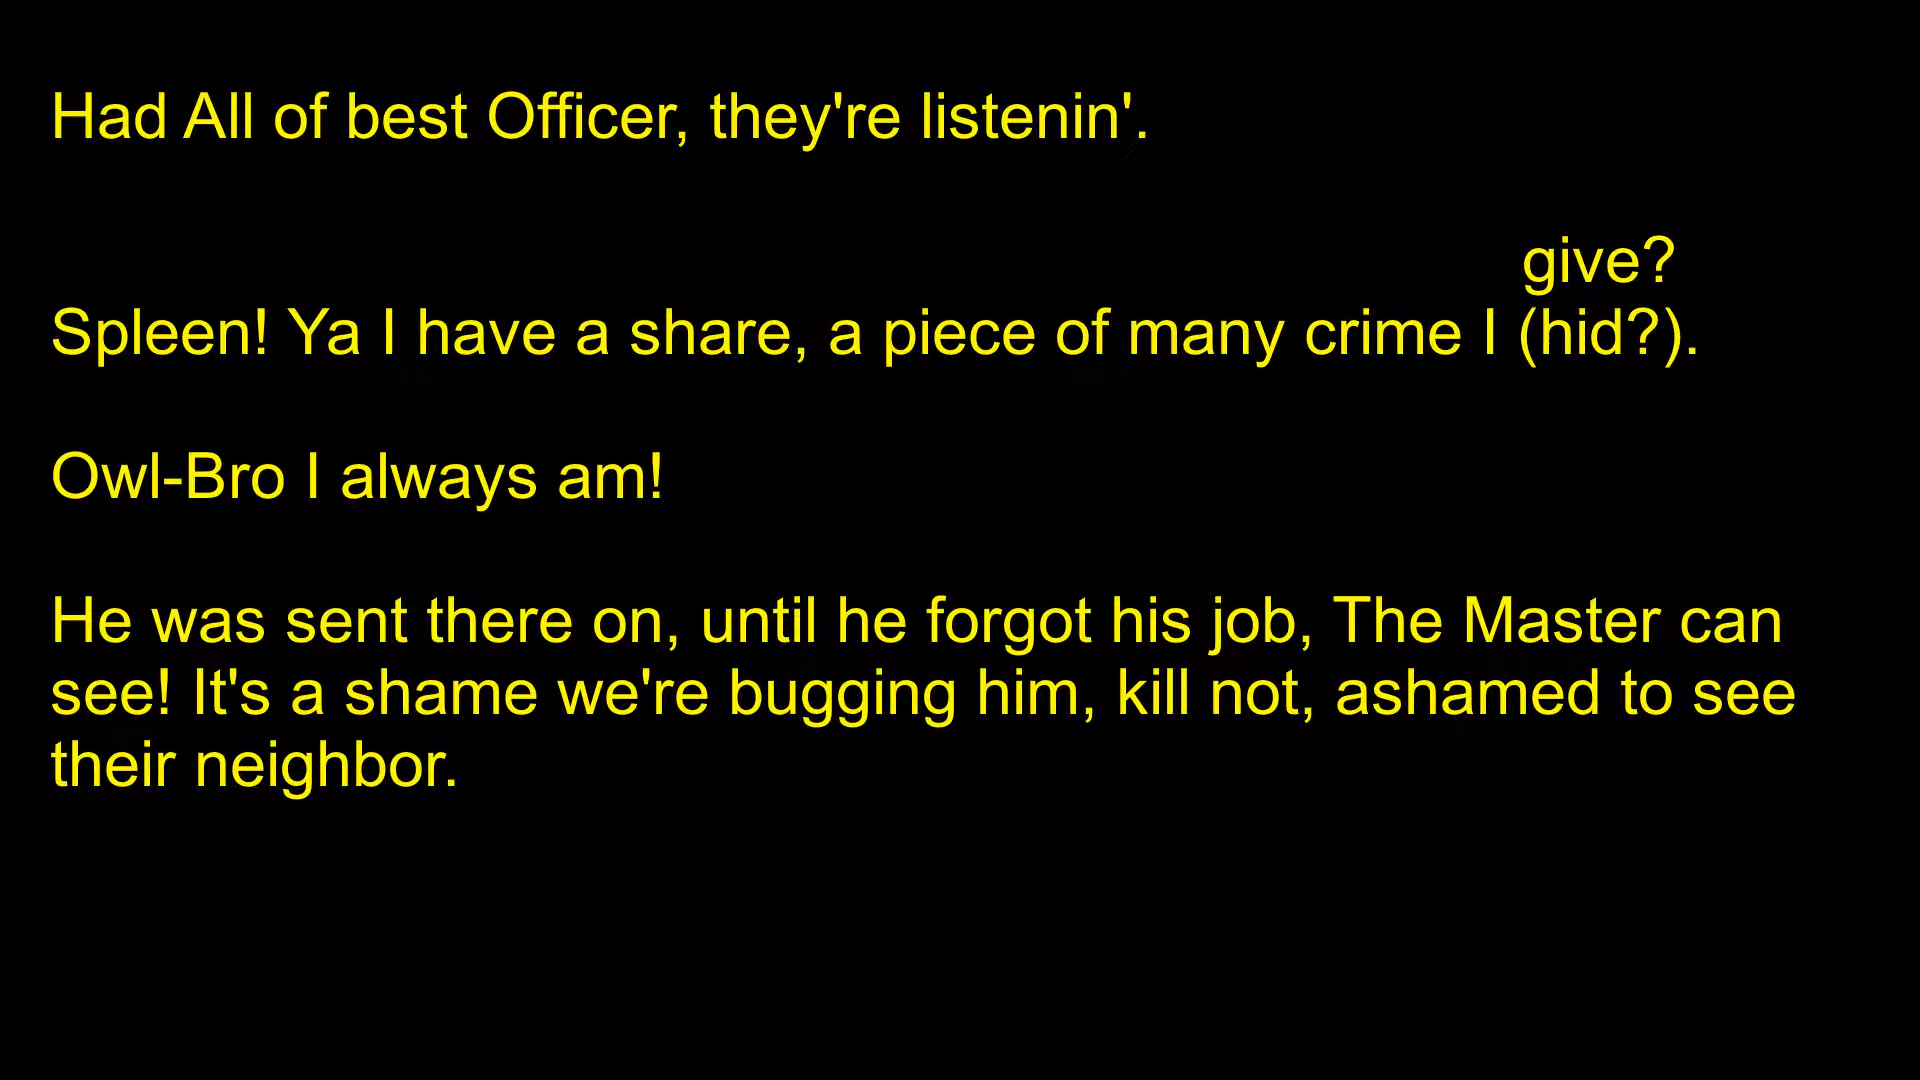 Had All of best Officer, they're listenin'.
give?
Spleen! Ya I have a share, a piece of many crime I (hid?).
Owl-Bro I always am!
He was sent there on, until he forgot his job, The Master can
see! It's a shame we're bugging him, kill not, ashamed to see
their neighbor.